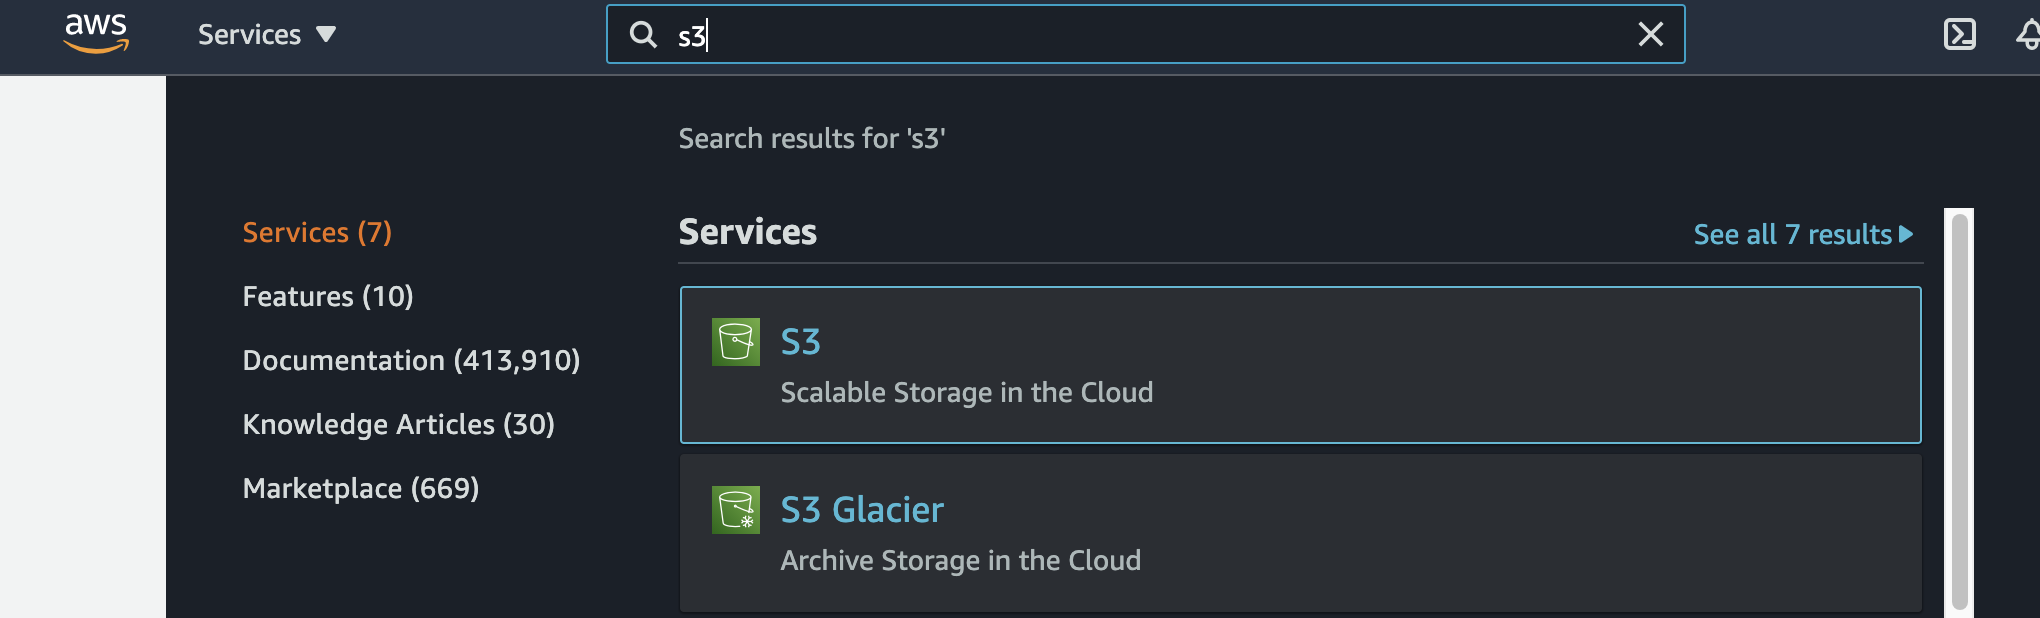 aws
Services
s3
Search results for 's3'
Services (7)
Features (10)
Documentation (413,910)
Knowledge Articles (30)
Marketplace (669)
Services
See all 7 results
S3
Scalable Storage in the Cloud
S3 Glacier
Archive Storage in the Cloud